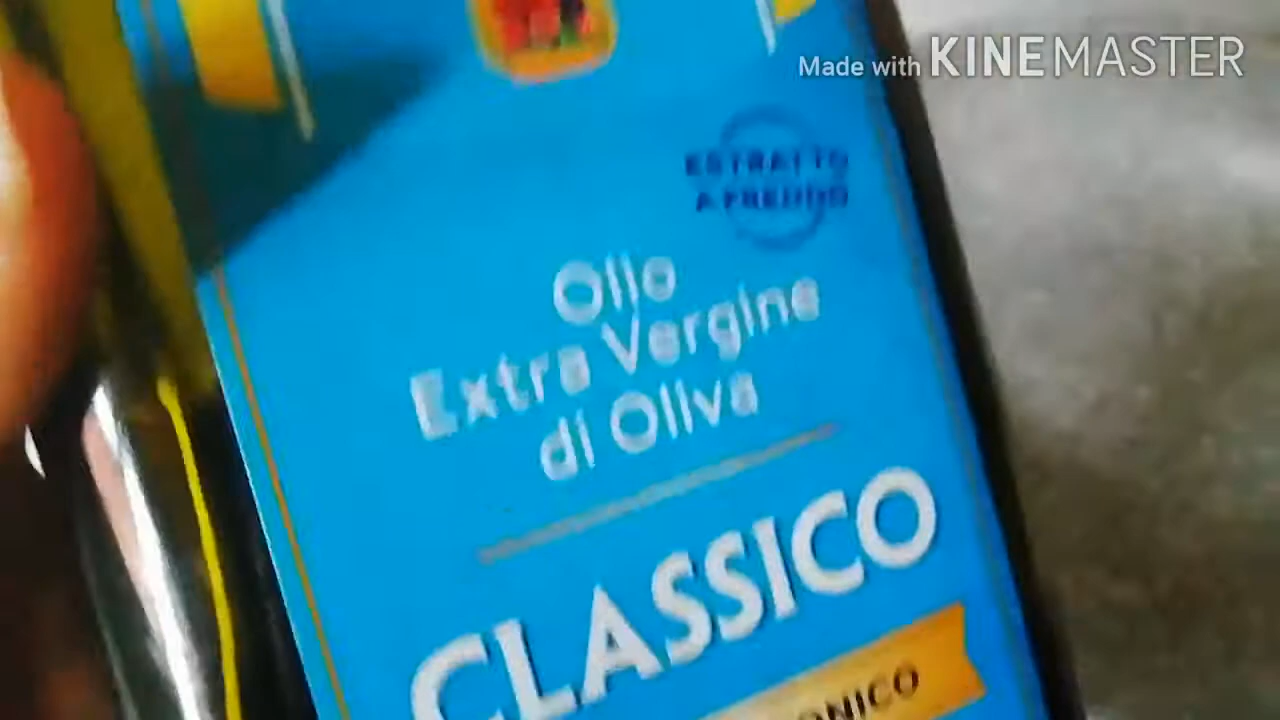 Made with KINEMASTER
ESTRATTO
A FREDDO
Olio
Extra Vergine
di Oliva
CLASSICO